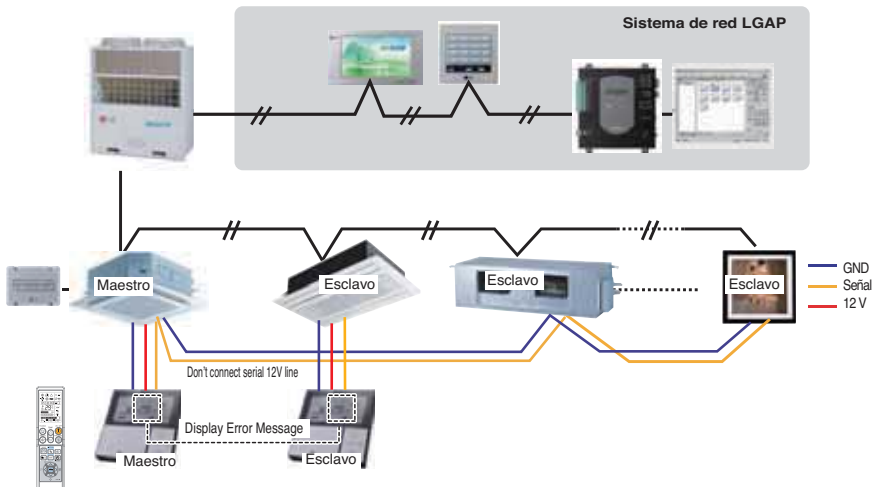 Sistema de red LGAP
Maestro
Esclavo
Esclavo
Esclavo
GND
Señal
12 V
Don't connect serial 12V line
Display Error Message
Maestro
Esclavo